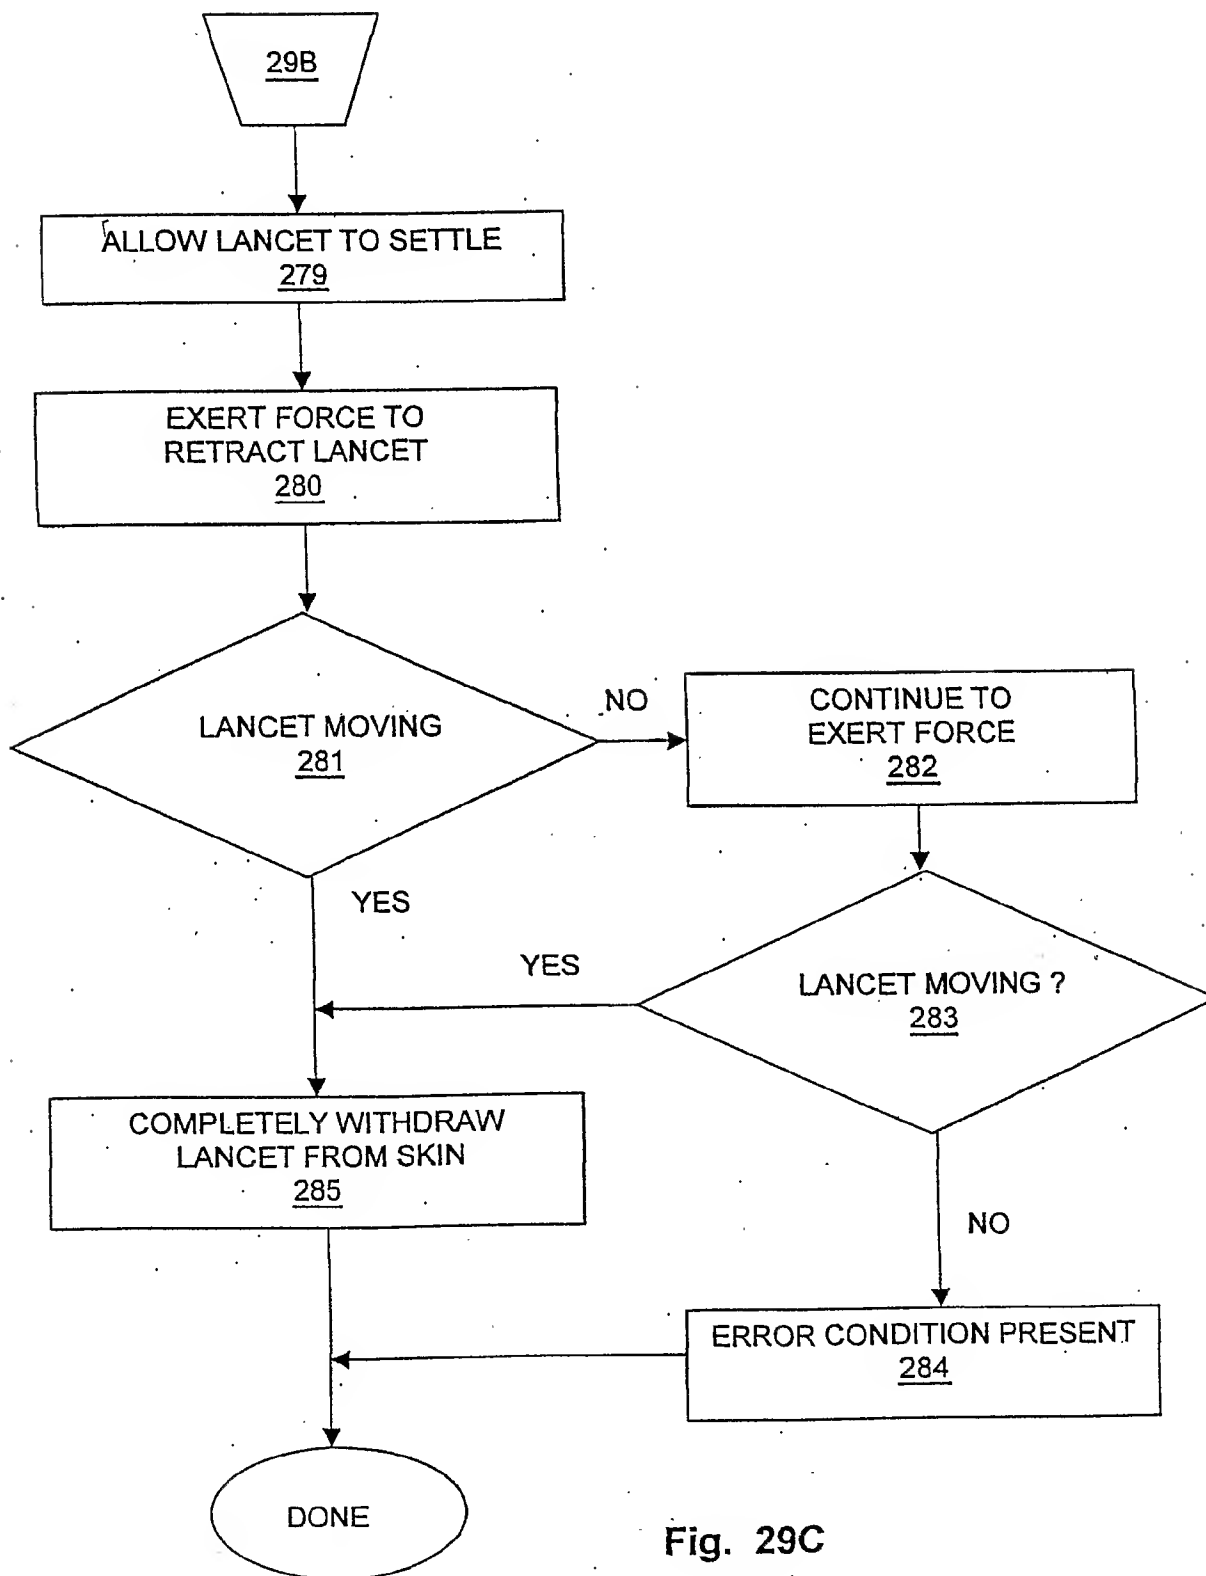 29B
ALLOW LANCET TO SETTLE
279
EXERT FORCE TO
RETRACT LANCET
280
LANCET MOVING
281
NO
CONTINUE TO
EXERT FORCE
282
YES
YES
LANCET MOVING ?
283
COMPLETELY WITHDRAW
LANCET FROM SKIN
285
NO
ERROR CONDITION PRESENT
284
DONE
Fig. 29C